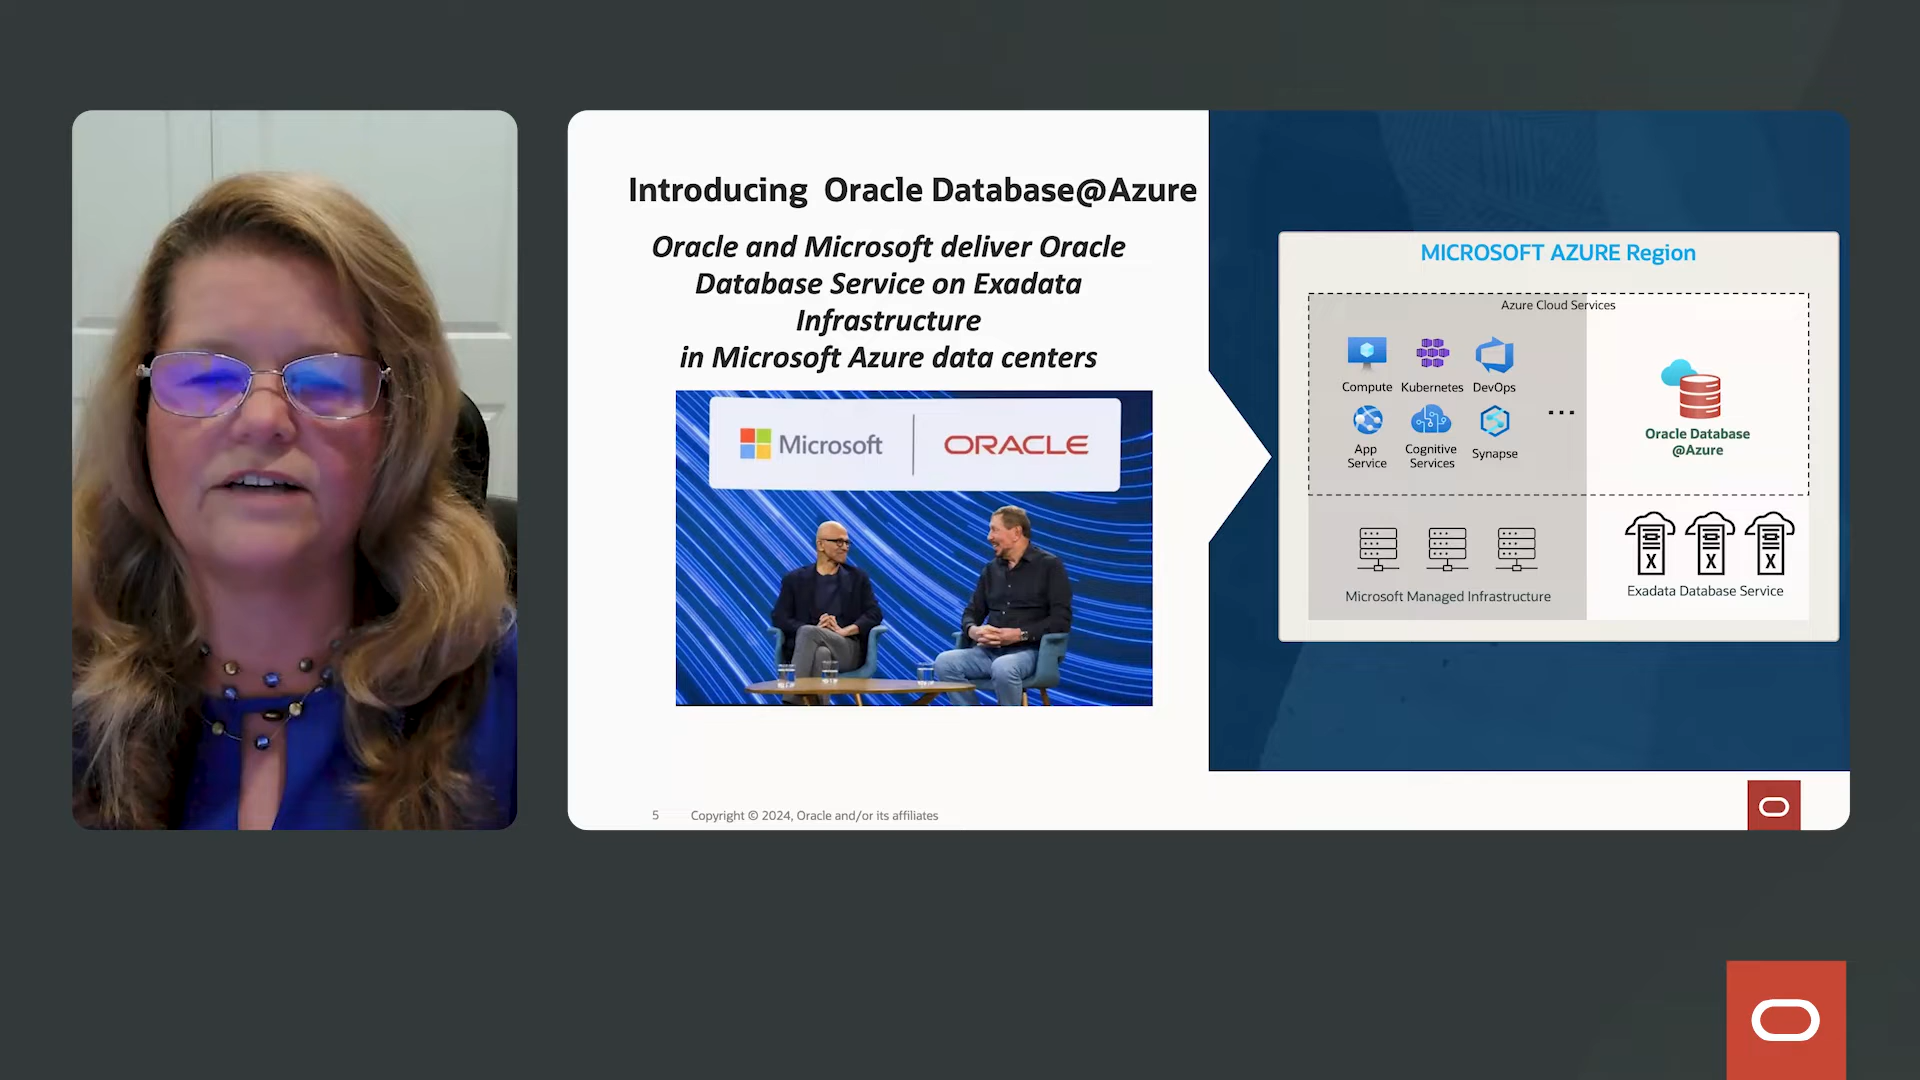 Introducing Oracle Database@Azure
Oracle and Microsoft deliver Oracle
Database Service on Exadata
Infrastructure
in Microsoft Azure data centers
Microsoft
ORACLE
5 Copyright © 2024, Oracle and/or its affiliates
MICROSOFT AZURE Region
Azure Cloud Services
Compute Kubernetes DevOps
App
Service
Cognitive
Services
Synapse
...
Oracle Database
@Azure
Microsoft Managed Infrastructure
X X X
Exadata Database Service